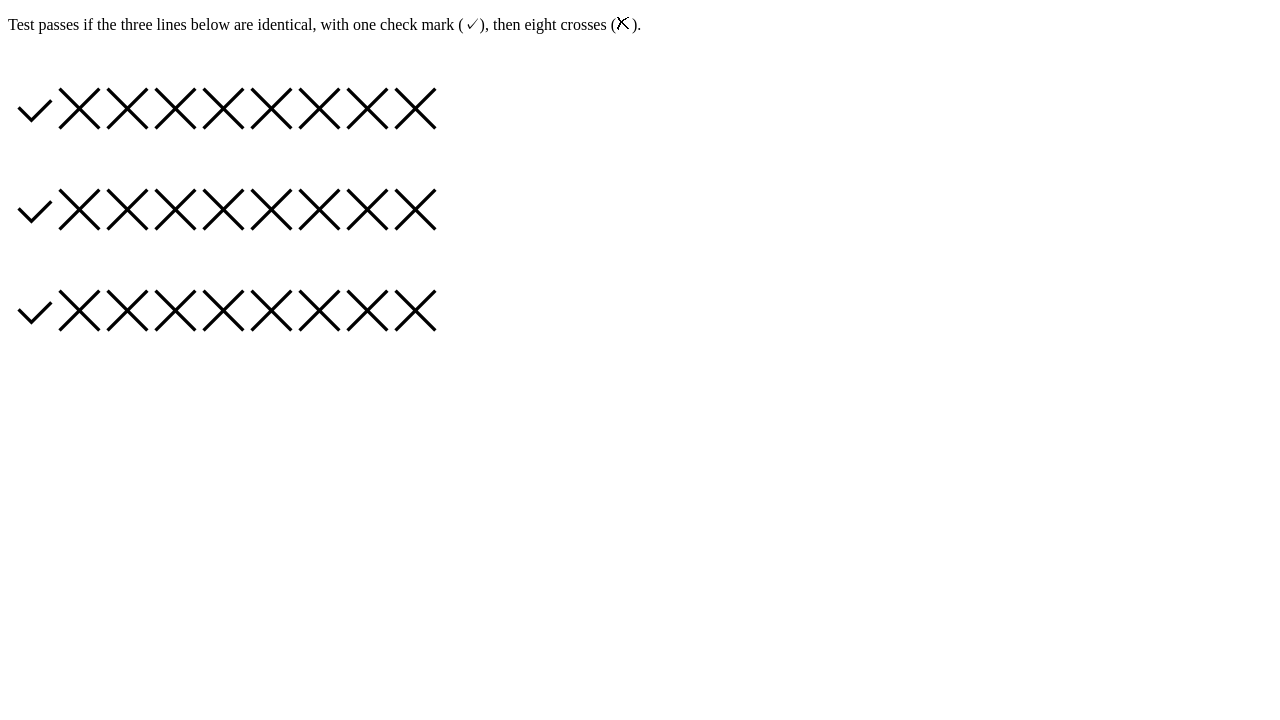 Test passes if the three lines below are identical, with one check mark (✓), then eight crosses (☓).
✓☓☓☓☓☓☓☓☓
✓☓☓☓☓☓☓☓☓
✓☓☓☓☓☓☓☓☓